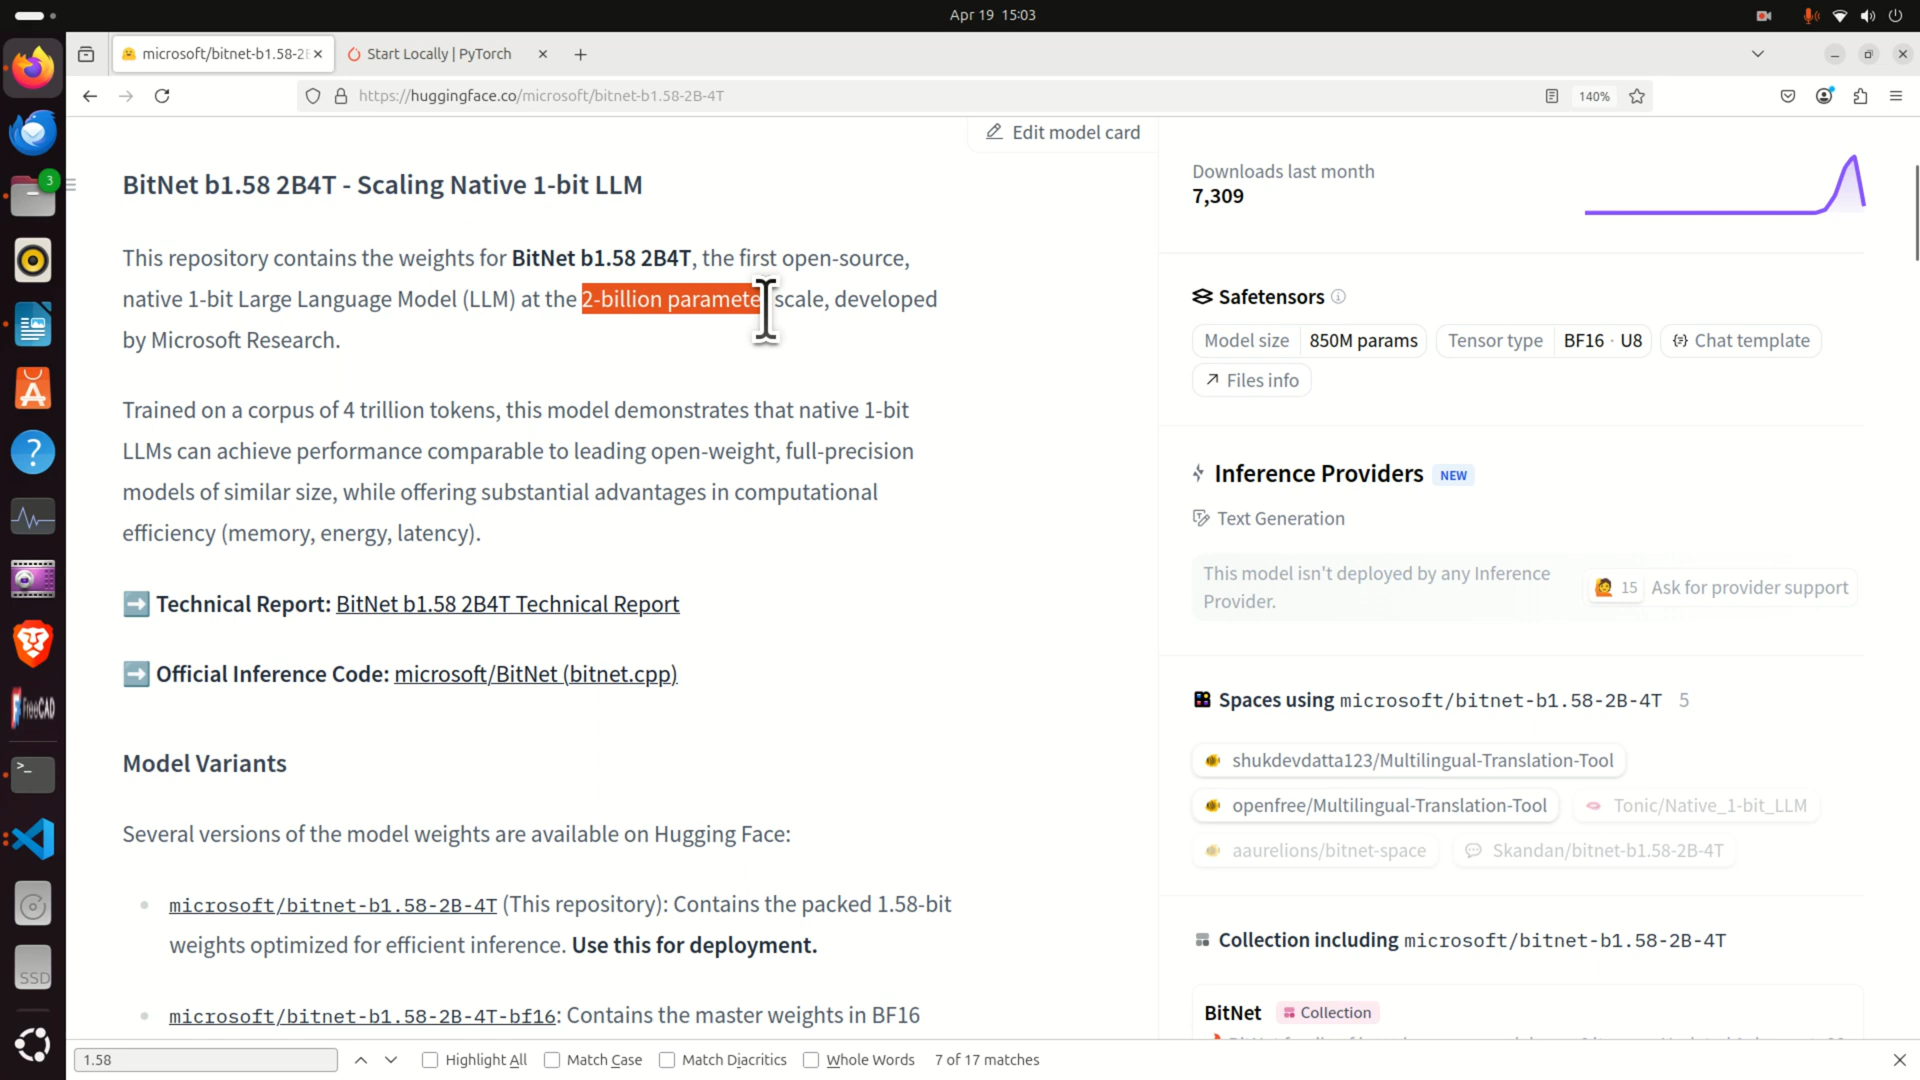 Apr 19 15:03
microsoft/bitnet-b1.58-2
Start Locally | PyTorch
https://huggingface.co/microsoft/bitnet-b1.58-2B-4T
140%
3
Edit model card
BitNet b1.58 2B4T - Scaling Native 1-bit LLM
This repository contains the weights for BitNet b1.58 2B4T, the first open-source,
native 1-bit Large Language Model (LLM) at the 2-billion paramete scale, developed
by Microsoft Research.
Trained on a corpus of 4 trillion tokens, this model demonstrates that native 1-bit
LLMs can achieve performance comparable to leading open-weight, full-precision
models of similar size, while offering substantial advantages in computational
efficiency (memory, energy, latency).
Technical Report: BitNet b1.58 2B4T Technical Report
Official Inference Code: microsoft/BitNet (bitnet.cpp)
Model Variants
Several versions of the model weights are available on Hugging Face:
microsoft/bitnet-b1.58-2B-4T (This repository): Contains the packed 1.58-bit
weights optimized for efficient inference. Use this for deployment.
microsoft/bitnet-b1.58-2B-4T-bf16: Contains the master weights in BF16
Downloads last month
7,309
Safetensors
Model size 850M params
Tensor type BF16 · U8
Chat template
Files info
Inference Providers NEW
Text Generation
This model isn't deployed by any Inference
Provider.
15 Ask for provider support
Spaces using microsoft/bitnet-b1.58-2B-4T 5
shukdevdatta123/Multilingual-Translation-Tool
openfree/Multilingual-Translation-Tool
Tonic/Native_1-bit_LLM
aaurelions/bitnet-space
Skandan/bitnet-b1.58-2B-4T
Collection including microsoft/bitnet-b1.58-2B-4T
BitNet Collection
FreeCAD
SSD
1.58
Highlight All
Match Case
Match Diacritics
Whole Words
7 of 17 matches